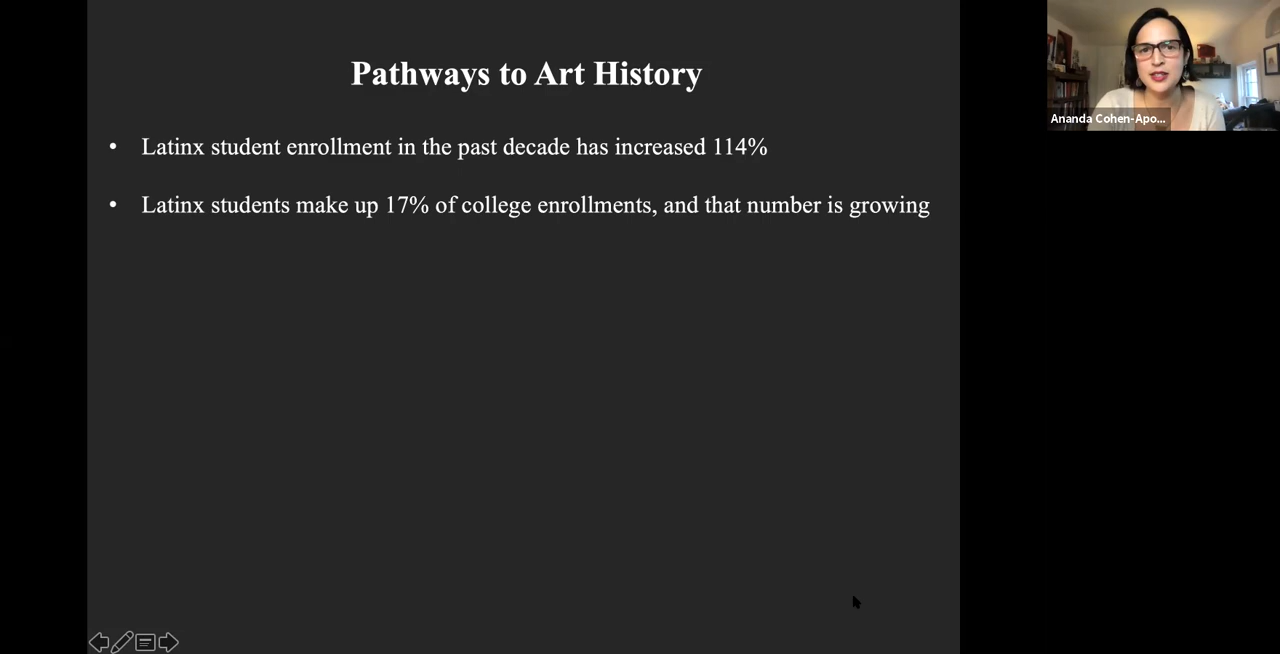 Pathways to Art History
• Latinx student enrollment in the past decade has increased 114%
• Latinx students make up 17% of college enrollments, and that number is growing
Ananda Cohen-Apo...